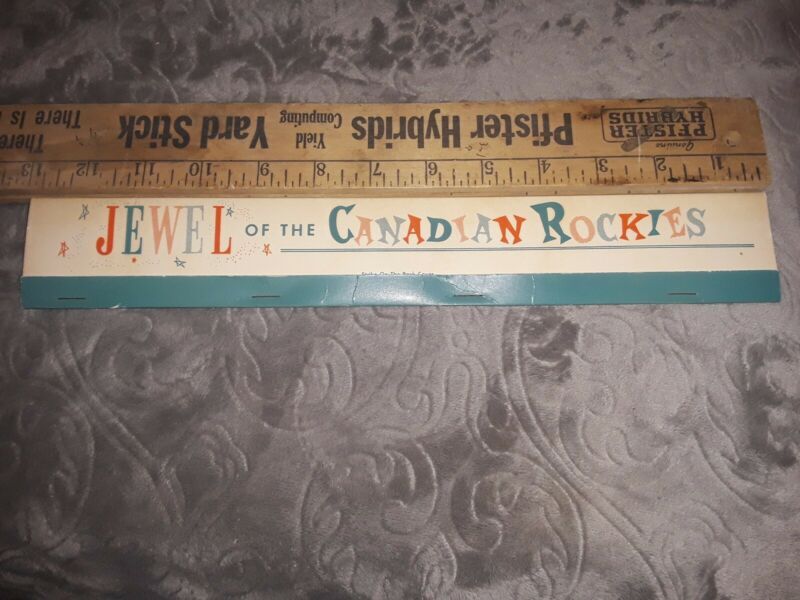 Genuine
PFISTER
HYBRIDS
Pfister Hybrids
Yield
Computing
Yard Stick
There Is
There
1 2 3 4 5 6 7 8 9 10 11 12 13
JEWEL OF THE CANADIAN ROCKIES